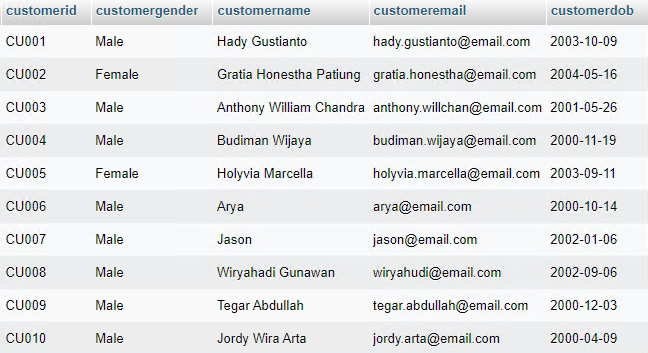 customerid customergender customername customeremail customerdob
CU001 Male Hady Gustianto hady.gustianto@email.com 2003-10-09
CU002 Female Gratia Honestha Patiung gratia.honestha@email.com 2004-05-16
CU003 Male Anthony William Chandra anthony.willchan@email.com 2001-05-26
CU004 Male Budiman Wijaya budiman.wijaya@email.com 2000-11-19
CU005 Female Holyvia Marcella holyvia.marcella@email.com 2003-09-11
CU006 Male Arya arya@email.com 2000-10-14
CU007 Male Jason jason@email.com 2002-01-06
CU008 Male Wiryahadi Gunawan wiryahudi@email.com 2002-09-06
CU009 Male Tegar Abdullah tegar.abdullah@email.com 2000-12-03
CU010 Male Jordy Wira Arta jordy.arta@email.com 2000-04-09